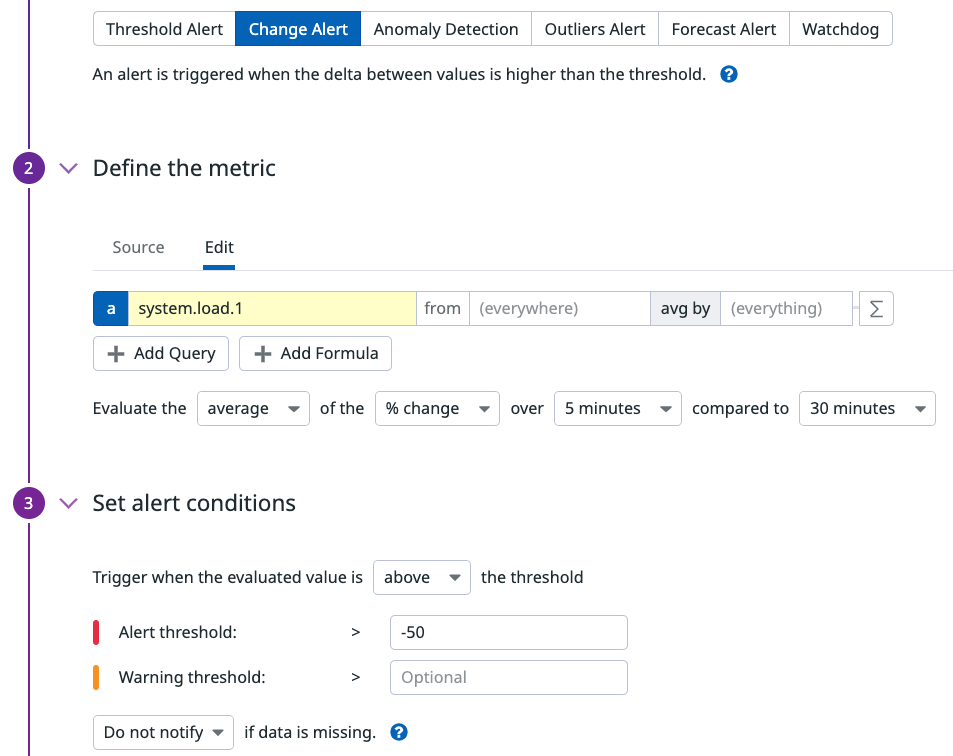 Threshold Alert Change Alert Anomaly Detection Outliers Alert Forecast Alert Watchdog
An alert is triggered when the delta between values is higher than the threshold. ?
2 Define the metric
Source Edit
a system.load.1 from (everywhere) avg by (everything) Σ
+ Add Query + Add Formula
Evaluate the average of the % change over 5 minutes compared to 30 minutes
3 Set alert conditions
Trigger when the evaluated value is above the threshold
Alert threshold: > -50
Warning threshold: > Optional
Do not notify if data is missing. ?